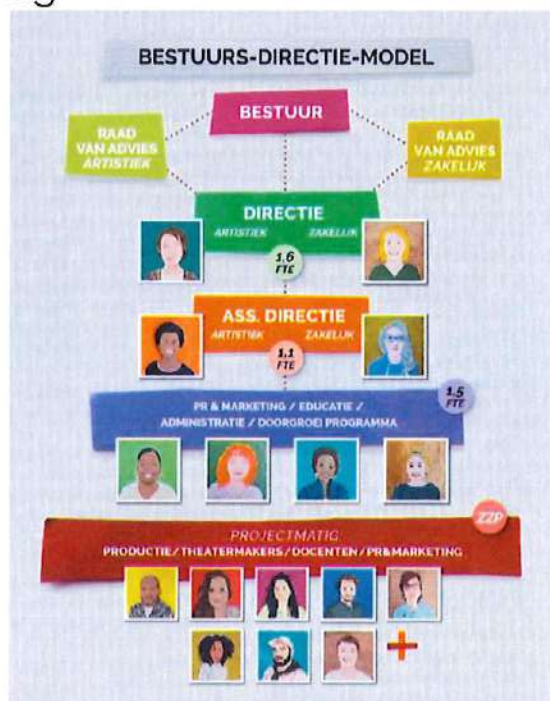 BESTUURS-DIRECTIE-MODEL
BESTUUR
RAAD
VAN ADVIES
ARTISTIEK
RAAD
VAN ADVIES
ZAKELIJK
DIRECTIE
ARTISTIEK ZAKELIJK
1.6
FTE
ASS. DIRECTIE
ARTISTIEK ZAKELIJK
1.1
FTE
1.5
FTE
PR & MARKETING / EDUCATIE /
ADMINISTRATIE / DOORGROEI PROGRAMMA
ZZP
PROJECTMATIG
PRODUCTIE/THEATERMAKERS/DOCENTEN/PR&MARKETING